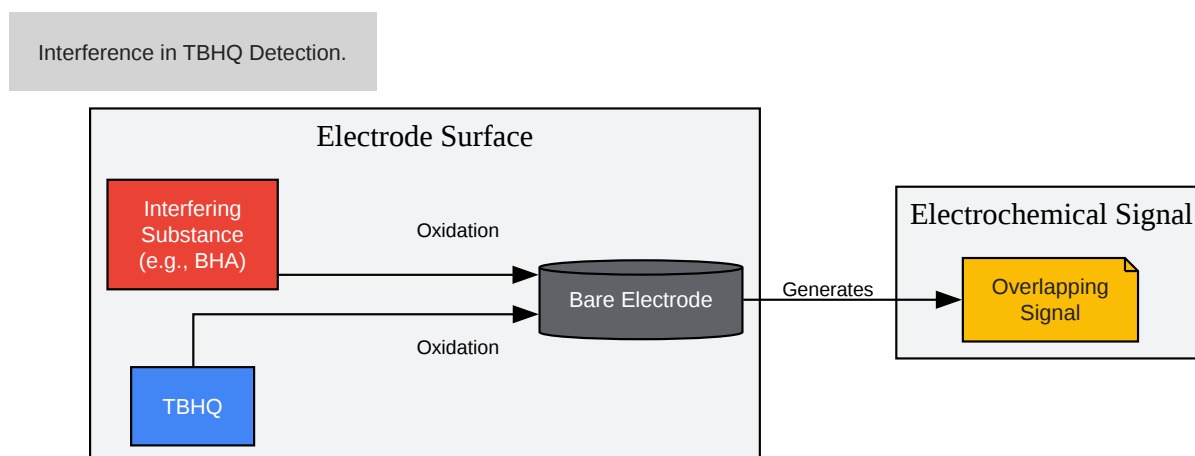 Interference in TBHQ Detection.
Electrode Surface
Interfering
Substance
(e.g., BHA)
Oxidation
Bare Electrode
Oxidation
TBHQ
Generates
Electrochemical Signal
Overlapping
Signal